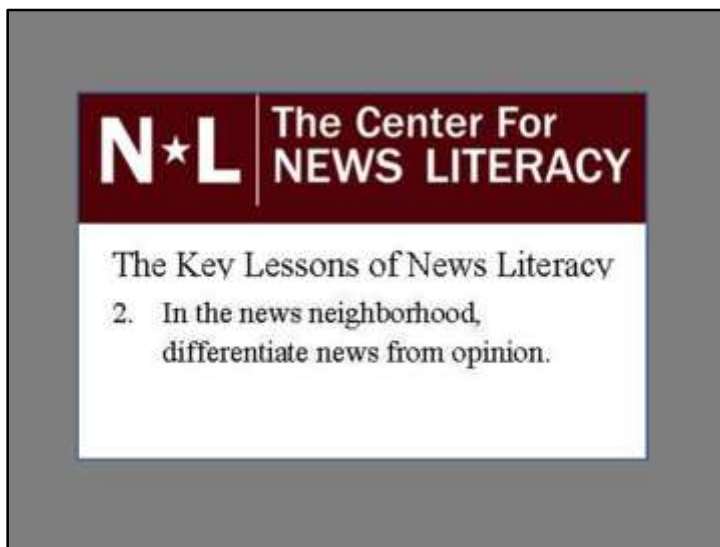 N★L
The Center For
NEWS LITERACY
The Key Lessons of News Literacy
2. In the news neighborhood,
differentiate news from opinion.